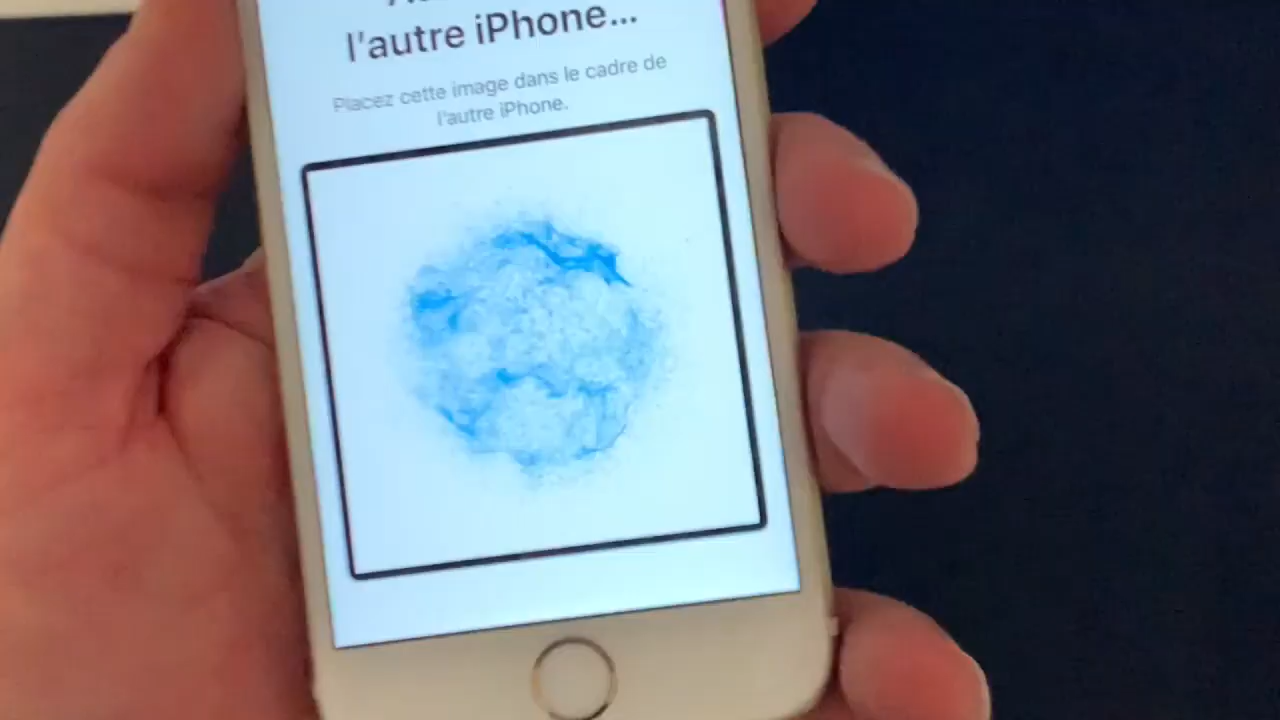 l'autre iPhone...
Placez cette image dans le cadre de
l'autre iPhone.